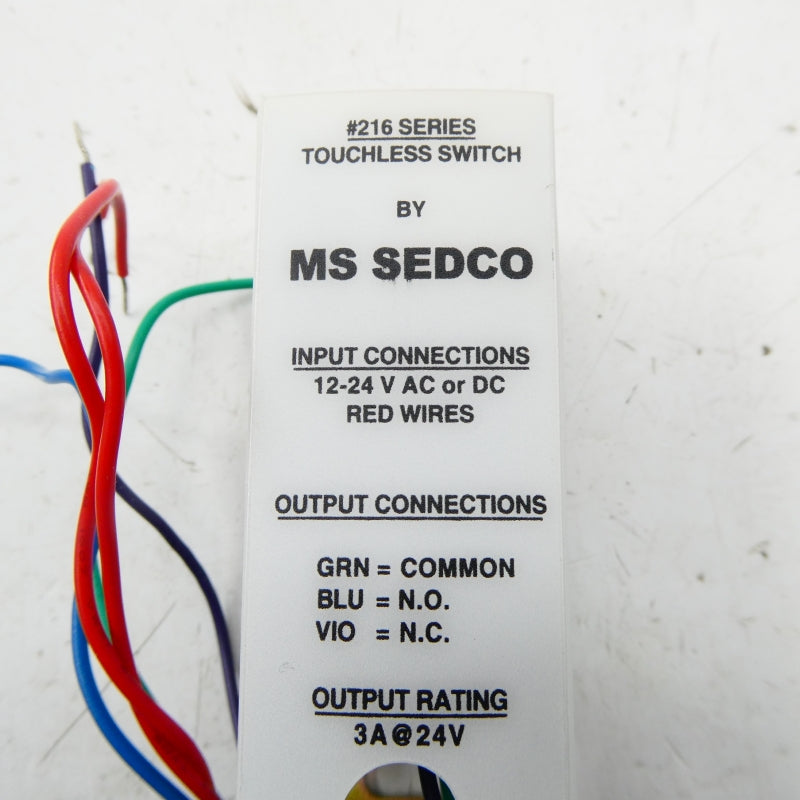 #216 SERIES
TOUCHLESS SWITCH
BY
MS SEDCO
INPUT CONNECTIONS
12-24 V AC or DC
RED WIRES
OUTPUT CONNECTIONS
GRN = COMMON
BLU = N.O.
VIO = N.C.
OUTPUT RATING
3A@24V